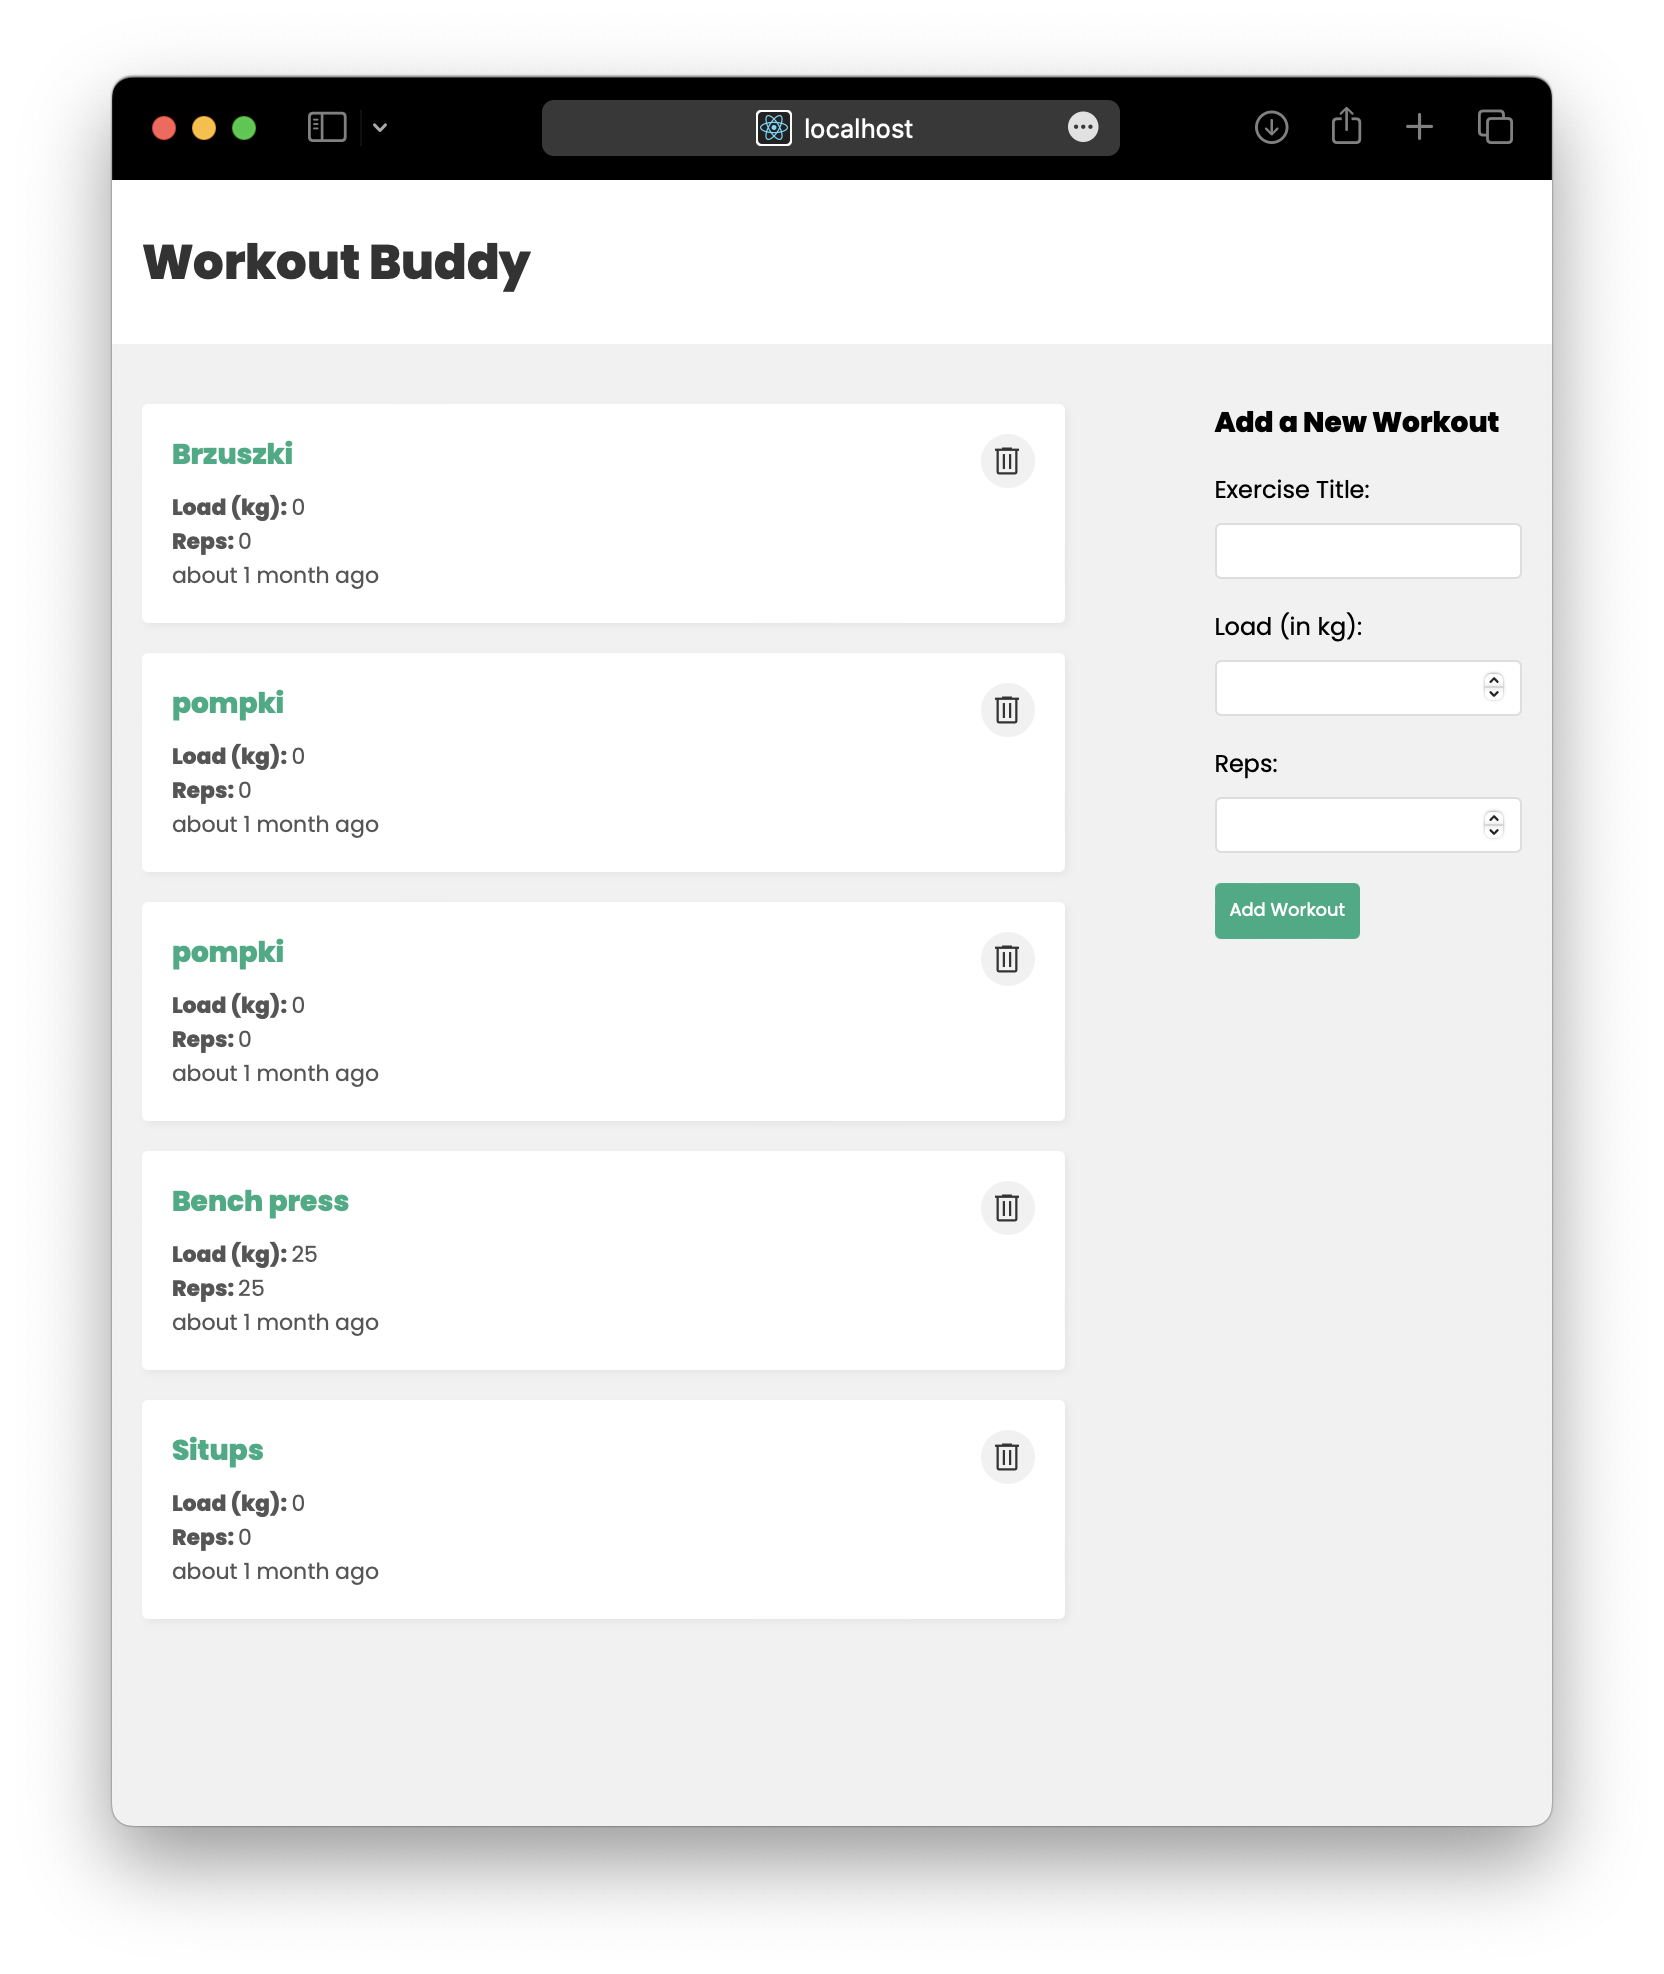 localhost
Workout Buddy
Brzuszki
Load (kg): 0
Reps: 0
about 1 month ago
pompki
Load (kg): 0
Reps: 0
about 1 month ago
pompki
Load (kg): 0
Reps: 0
about 1 month ago
Bench press
Load (kg): 25
Reps: 25
about 1 month ago
Situps
Load (kg): 0
Reps: 0
about 1 month ago
Add a New Workout
Exercise Title:
Load (in kg):
Reps:
Add Workout